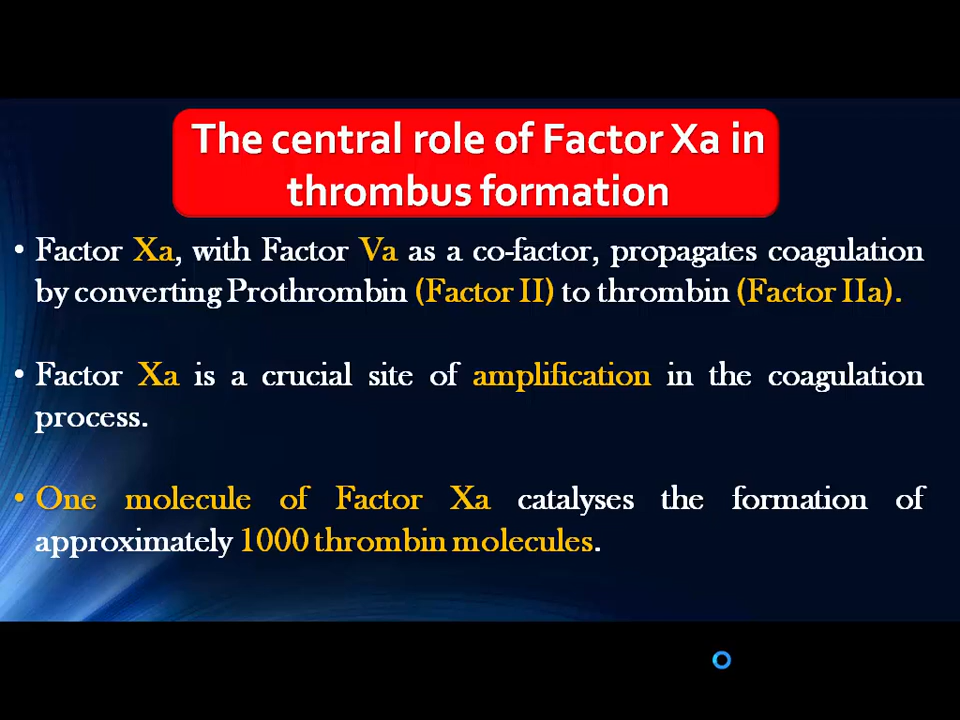 The central role of Factor Xa in
thrombus formation
• Factor Xa, with Factor Va as a co-factor, propagates coagulation
by converting Prothrombin (Factor II) to thrombin (Factor IIa).
• Factor Xa is a crucial site of amplification in the coagulation
process.
• One molecule of Factor Xa catalyses the formation of
approximately 1000 thrombin molecules.